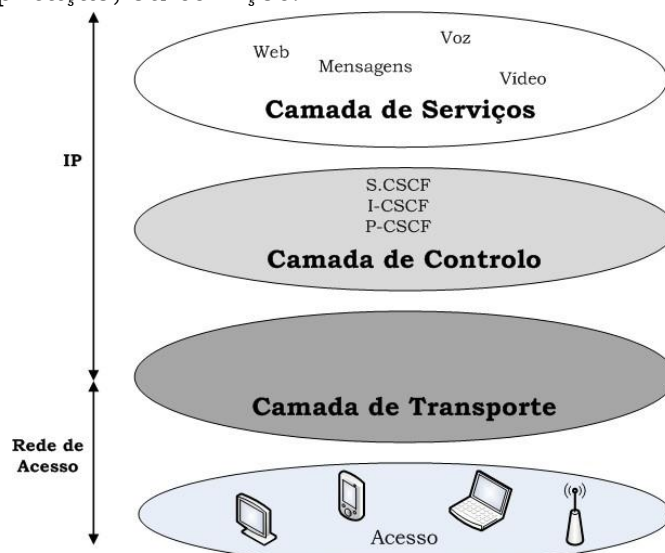 Web
Voz
Mensagens
Vídeo
Camada de Serviços
IP
S.CSCF
I-CSCF
P-CSCF
Camada de Controlo
Camada de Transporte
Rede de
Acesso
Acesso